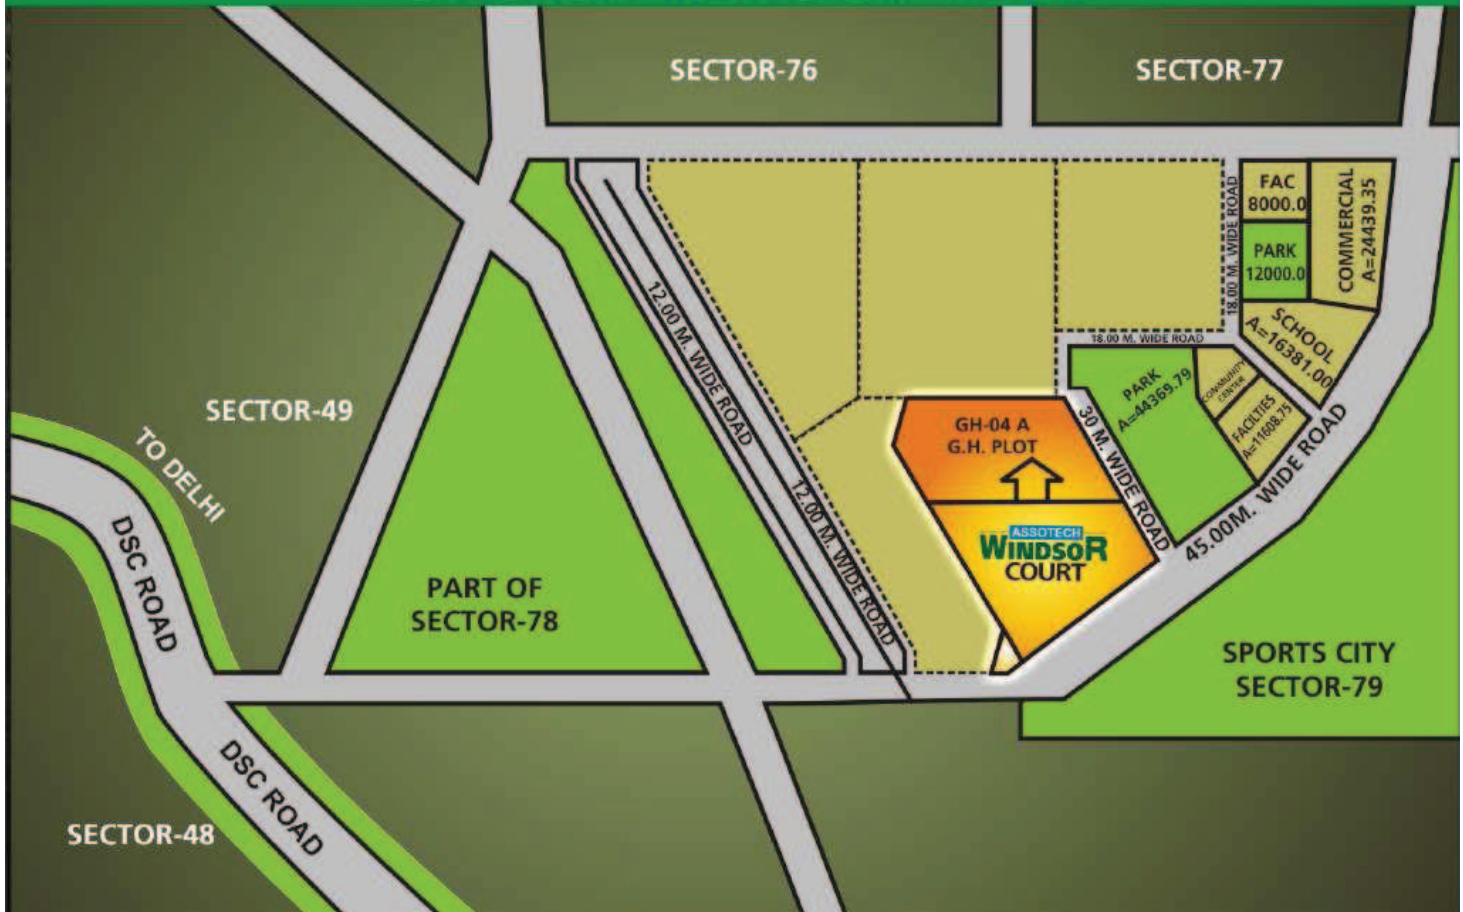 SECTOR-76
SECTOR-77
FAC
8000.0
COMMERCIAL
A=24439.35
18.00 M. WIDE ROAD
PARK
12000.0
SCHOOL
A=16381.00
12.00 M. WIDE ROAD
18.00 M. WIDE ROAD
PARK
A=44369.79
COMMUNITY
CENTER
FACILTIES
A=11608.75
SECTOR-49
TO DELHI
GH-04 A
G.H. PLOT
30 M. WIDE ROAD
45.00M. WIDE ROAD
12.00 M. WIDE ROAD
ASSOTECH
WINDSOR
COURT
DSC ROAD
PART OF
SECTOR-78
SPORTS CITY
SECTOR-79
DSC ROAD
SECTOR-48